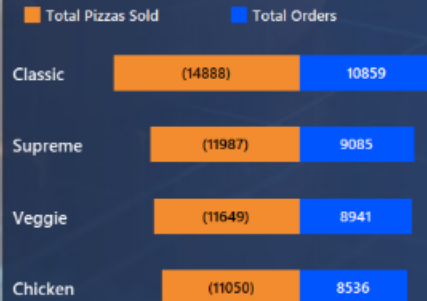 Total Pizzas Sold Total Orders
Classic (14888) 10859
Supreme (11987) 9085
Veggie (11649) 8941
Chicken (11050) 8536